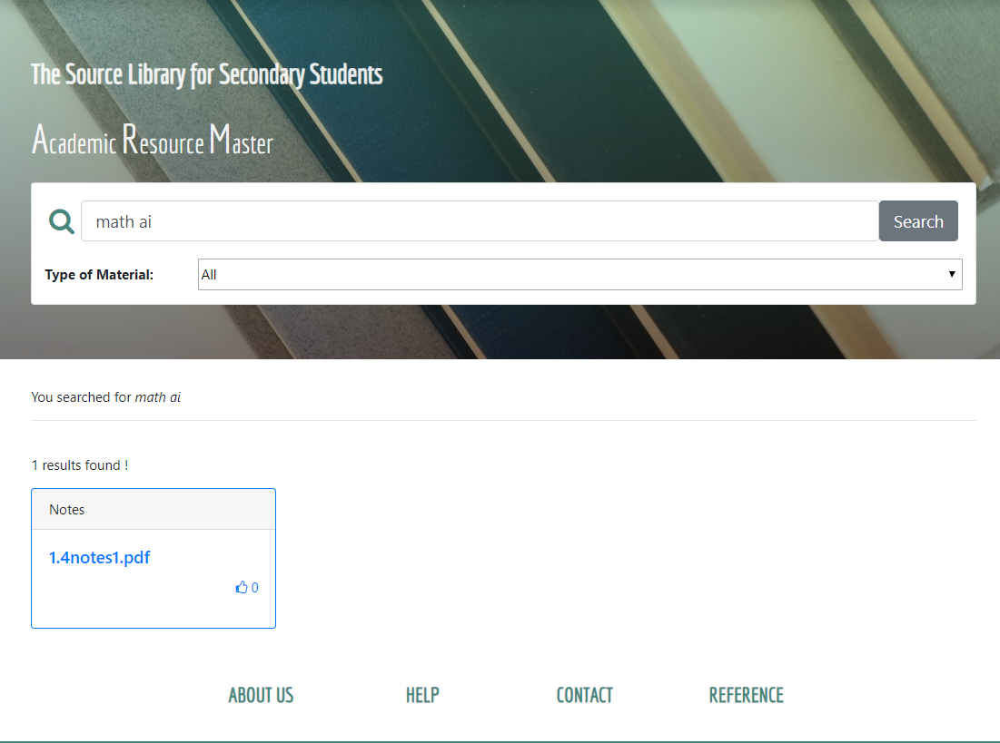 The Source Library for Secondary Students
Academic Resource Master
math ai
Search
Type of Material:
All
You searched for math ai
1 results found !
Notes
1.4notes1.pdf
0
ABOUT US HELP CONTACT REFERENCE